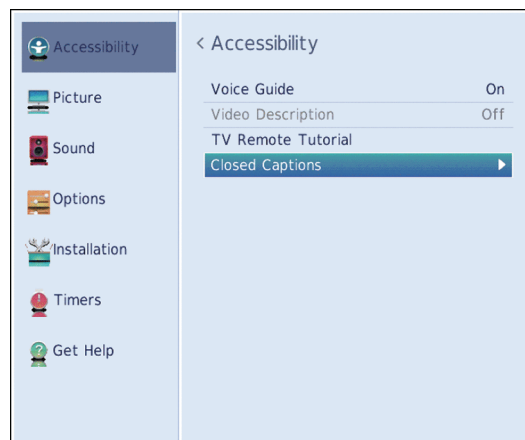 Accessibility
Picture
Sound
Options
Installation
Timers
Get Help
< Accessibility
Voice Guide On
Video Description Off
TV Remote Tutorial
Closed Captions